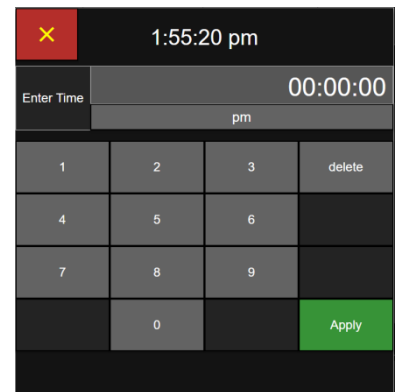 × 1:55:20 pm
Enter Time 00:00:00
pm
1 2 3 delete
4 5 6
7 8 9
0 Apply